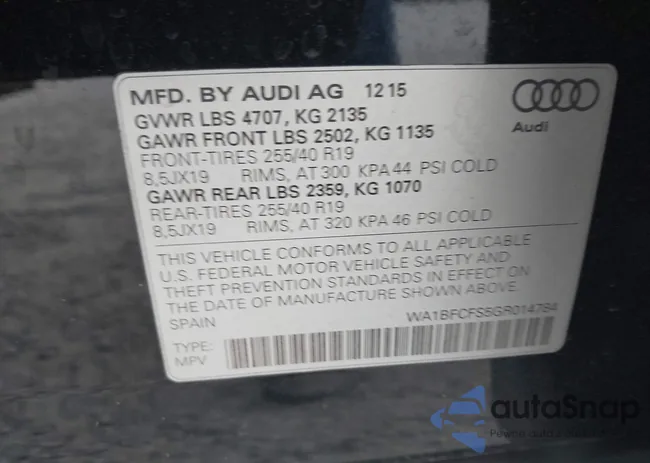 MFD. BY AUDI AG 12 15
Audi
GVWR LBS 4707, KG 2135
GAWR FRONT LBS 2502, KG 1135
FRONT-TIRES 255/40 R19
8,5JX19 RIMS, AT 300 KPA 44 PSI COLD
GAWR REAR LBS 2359, KG 1070
REAR-TIRES 255/40 R19
8,5JX19 RIMS, AT 320 KPA 46 PSI COLD
THIS VEHICLE CONFORMS TO ALL APPLICABLE
U.S. FEDERAL MOTOR VEHICLE SAFETY AND
THEFT PREVENTION STANDARDS IN EFFECT ON
THE DATE OF MANUFACTURE SHOWN ABOVE.
SPAIN WA1BFCFS5GR014784
TYPE:
MPV
autaSnap
Pewne auta